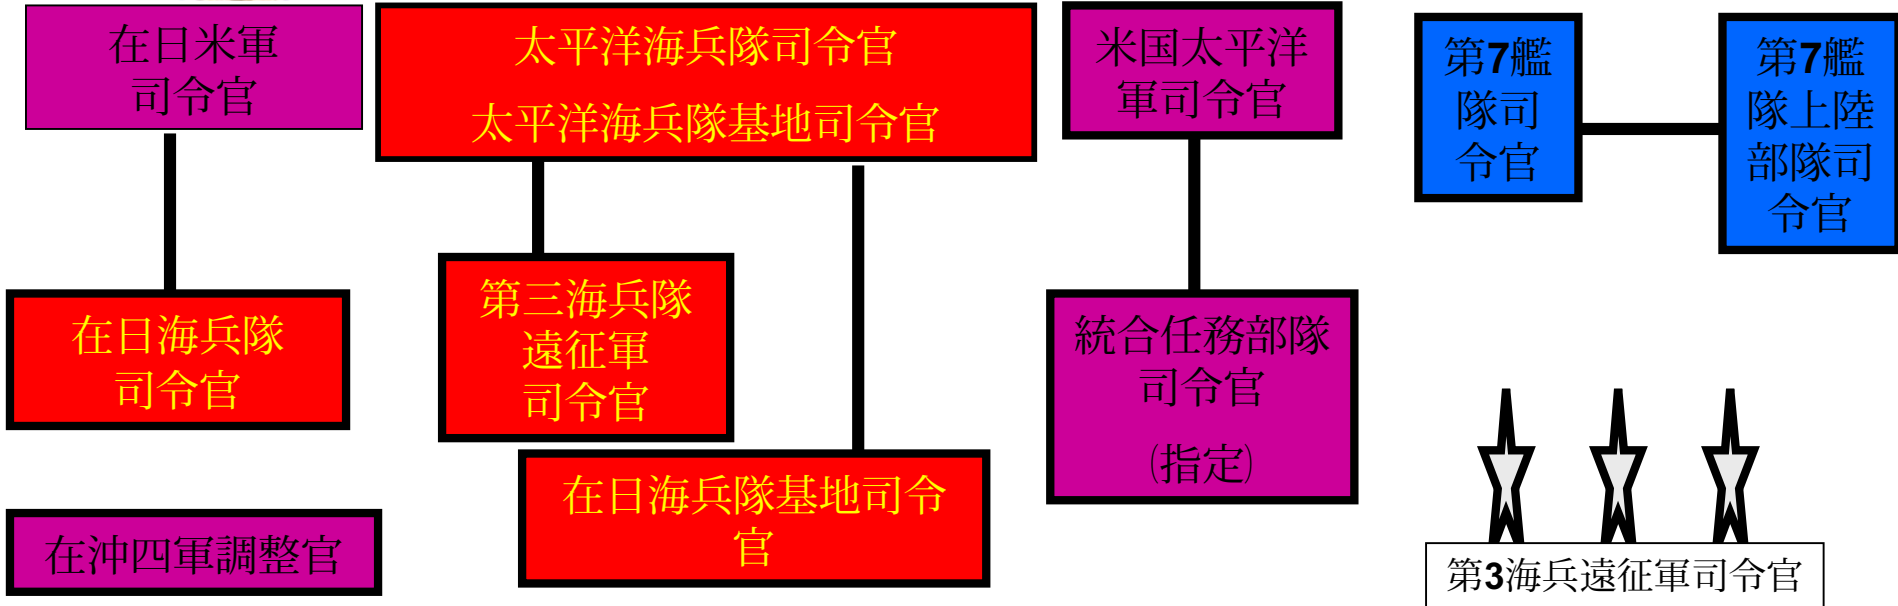 在日米軍
司令官
太平洋海兵隊司令官
太平洋海兵隊基地司令官
米国太平洋
軍司令官
第7艦
隊司
令官
第7艦
隊上陸
部隊司
令官
在日海兵隊
司令官
第三海兵隊
遠征軍
司令官
統合任務部隊
司令官
(指定)
在日海兵隊基地司令
官
在沖四軍調整官
第3海兵遠征軍司令官